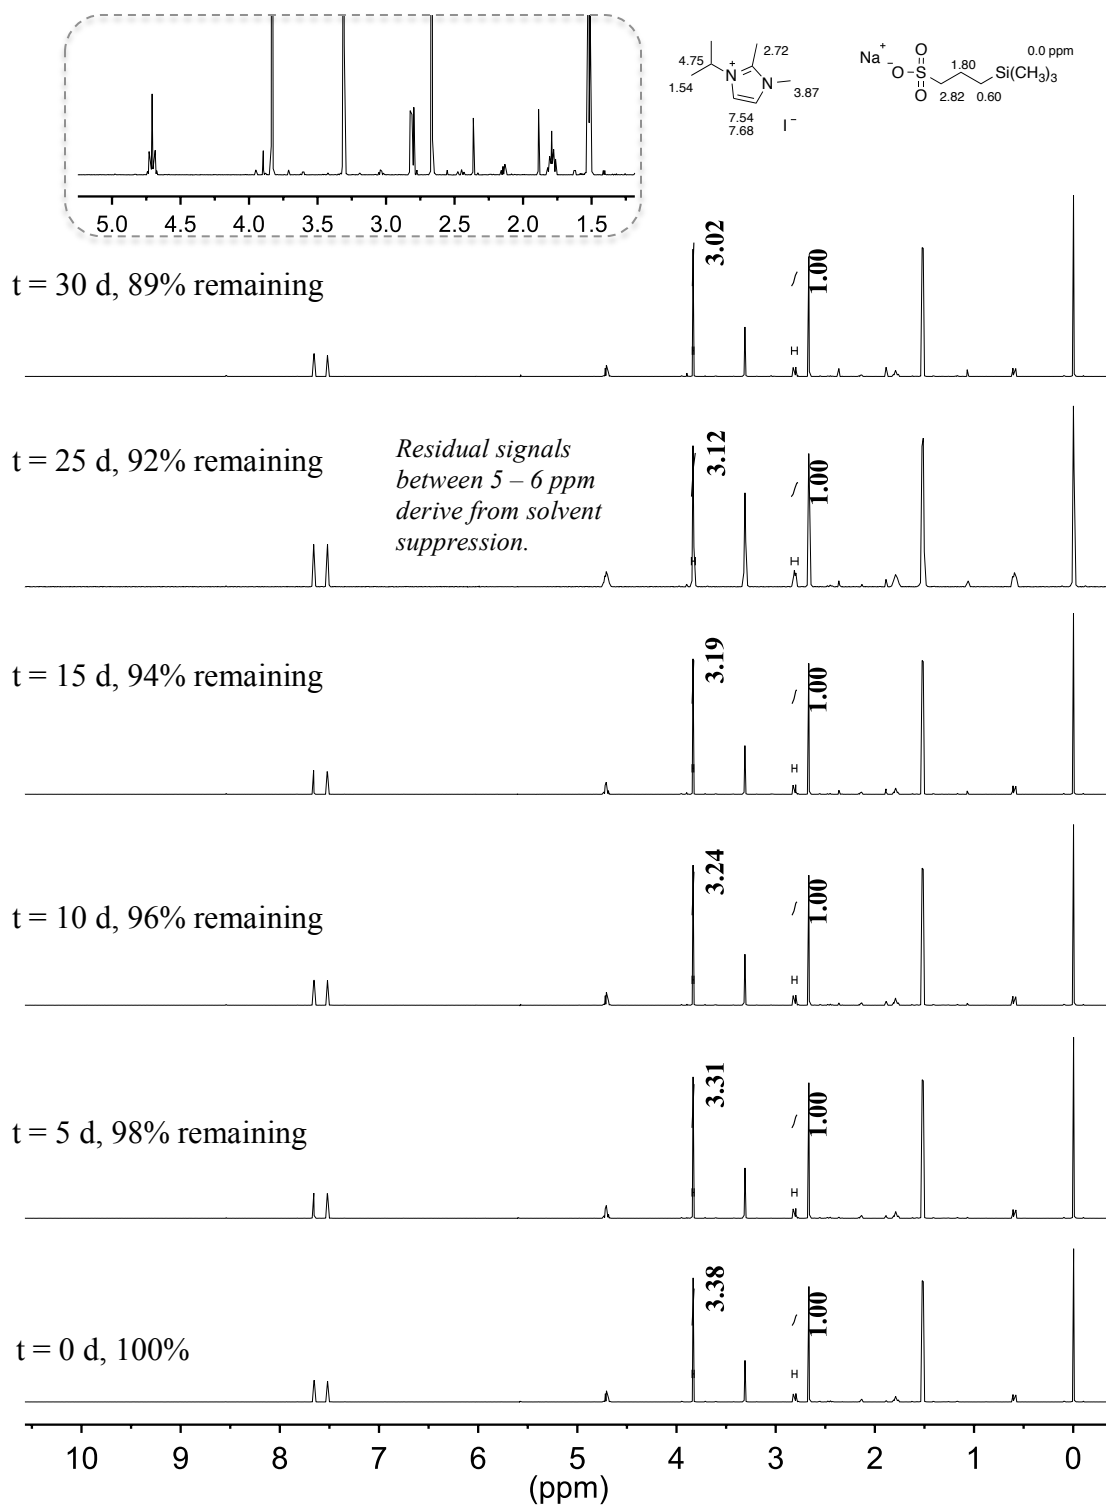 4.75
2.72
1.54
N
+
N
3.87
7.54
7.68
I⁻
Na⁺
⁻O
O
S
O
1.80
2.82
0.60
0.0 ppm
Si(CH₃)₃
5.0 4.5 4.0 3.5 3.0 2.5 2.0 1.5
t = 30 d, 89% remaining
3.02
1.00
H
H
t = 25 d, 92% remaining
Residual signals
between 5 – 6 ppm
derive from solvent
suppression.
3.12
1.00
H
H
t = 15 d, 94% remaining
3.19
1.00
H
H
t = 10 d, 96% remaining
3.24
1.00
H
H
t = 5 d, 98% remaining
3.31
1.00
H
H
t = 0 d, 100%
3.38
1.00
H
H
10 9 8 7 6 5 4 3 2 1 0
(ppm)